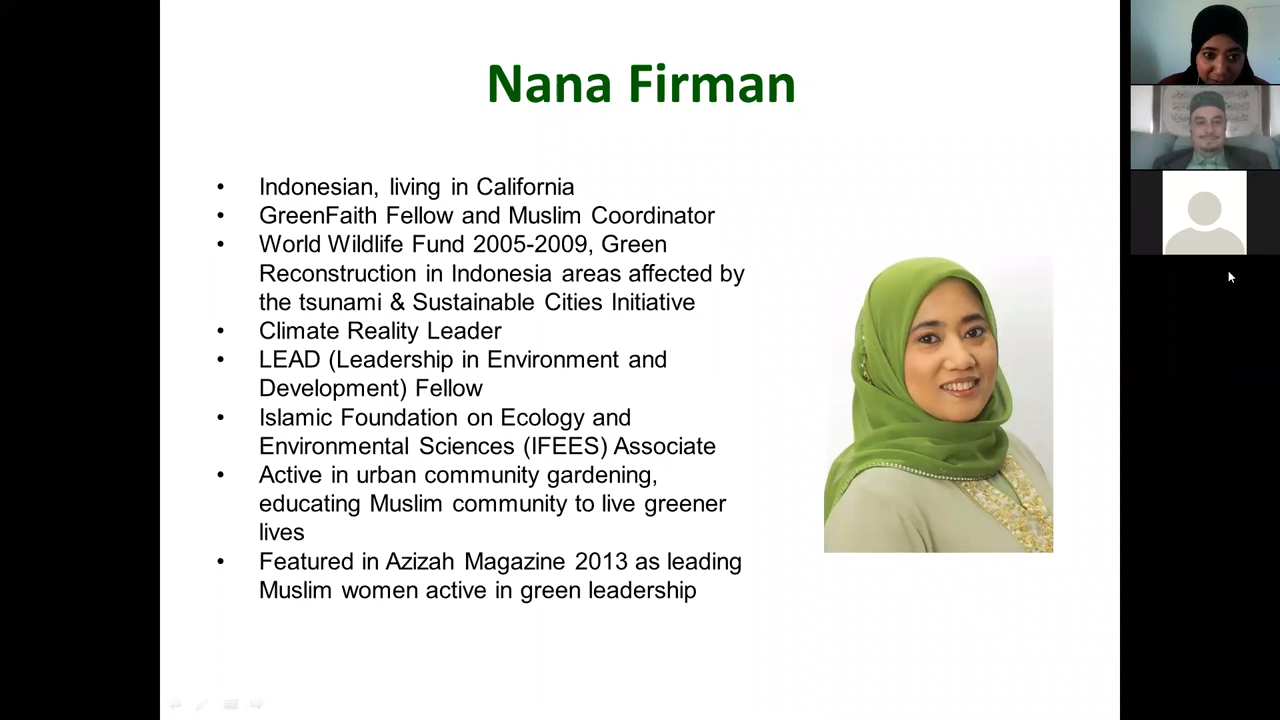 Nana Firman
• Indonesian, living in California
• GreenFaith Fellow and Muslim Coordinator
• World Wildlife Fund 2005-2009, Green
Reconstruction in Indonesia areas affected by
the tsunami & Sustainable Cities Initiative
• Climate Reality Leader
• LEAD (Leadership in Environment and
Development) Fellow
• Islamic Foundation on Ecology and
Environmental Sciences (IFEES) Associate
• Active in urban community gardening,
educating Muslim community to live greener
lives
• Featured in Azizah Magazine 2013 as leading
Muslim women active in green leadership